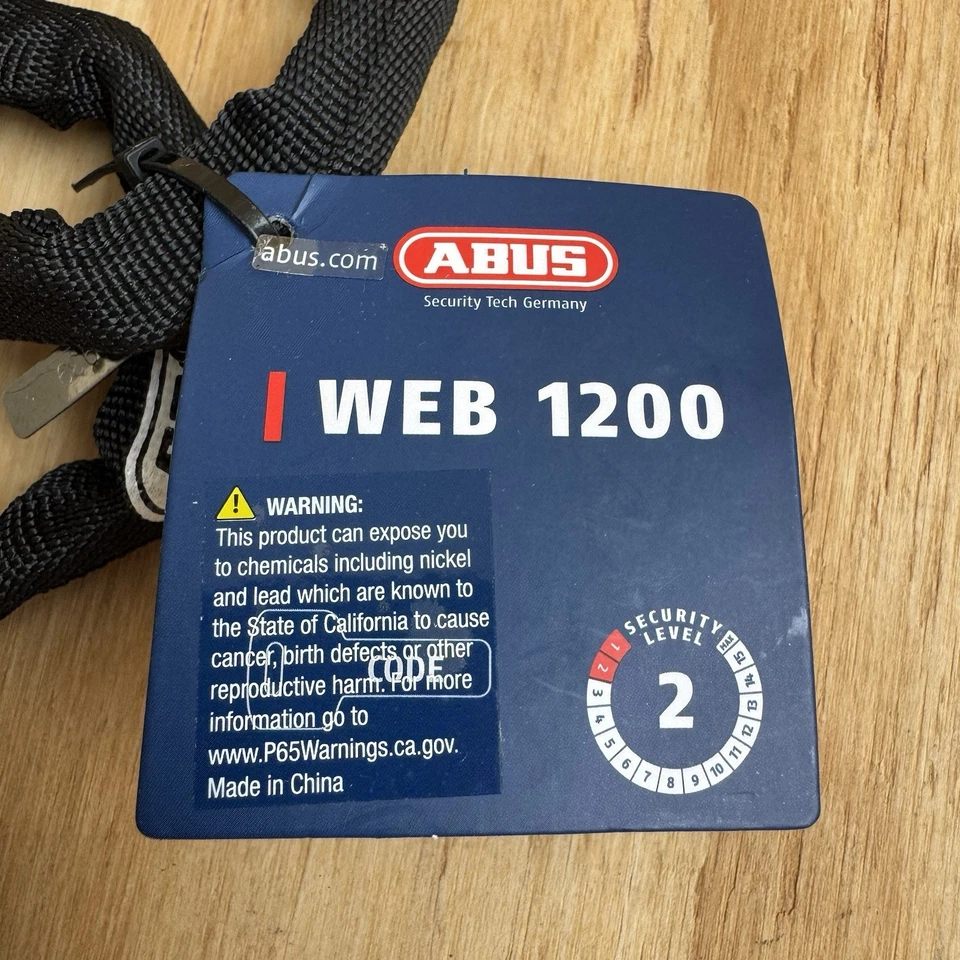 abus.com
ABUS
Security Tech Germany
WEB 1200
WARNING:
This product can expose you
to chemicals including nickel
and lead which are known to
the State of California to cause
cancer, birth defects or other
reproductive harm. For more
information go to
www.P65Warnings.ca.gov.
Made in China
CODE
SECURITY
LEVEL
2
1
2
3
4
5
6
7
8
9
10
11
12
13
14
15
MAX